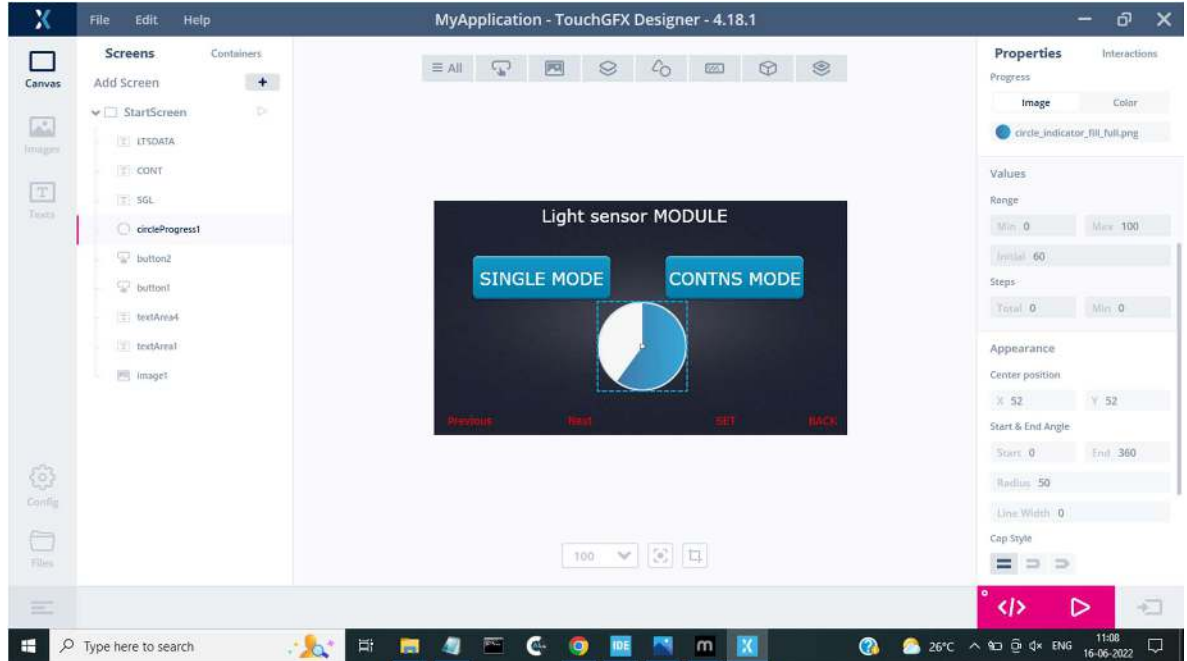 File Edit Help
MyApplication - TouchGFX Designer - 4.18.1
Canvas
Images
Texts
Config
Files
Screens Containers
Add Screen +
StartScreen
LTSDATA
CONT
SGL
circleProgress1
button2
button1
textArea4
textArea1
image1
All
Light sensor MODULE
SINGLE MODE CONTNS MODE
Previous Next SET BACK
100
Properties Interactions
Progress
Image Color
circle_indicator_fill_full.png
Values
Range
Min 0 Max 100
Initial 60
Steps
Total 0 Min 0
Appearance
Center position
X 52 Y 52
Start & End Angle
Start 0 End 360
Radius 50
Line Width 0
Cap Style
</>
Type here to search
IDE
m
X
26°C
ENG
11:08
16-06-2022